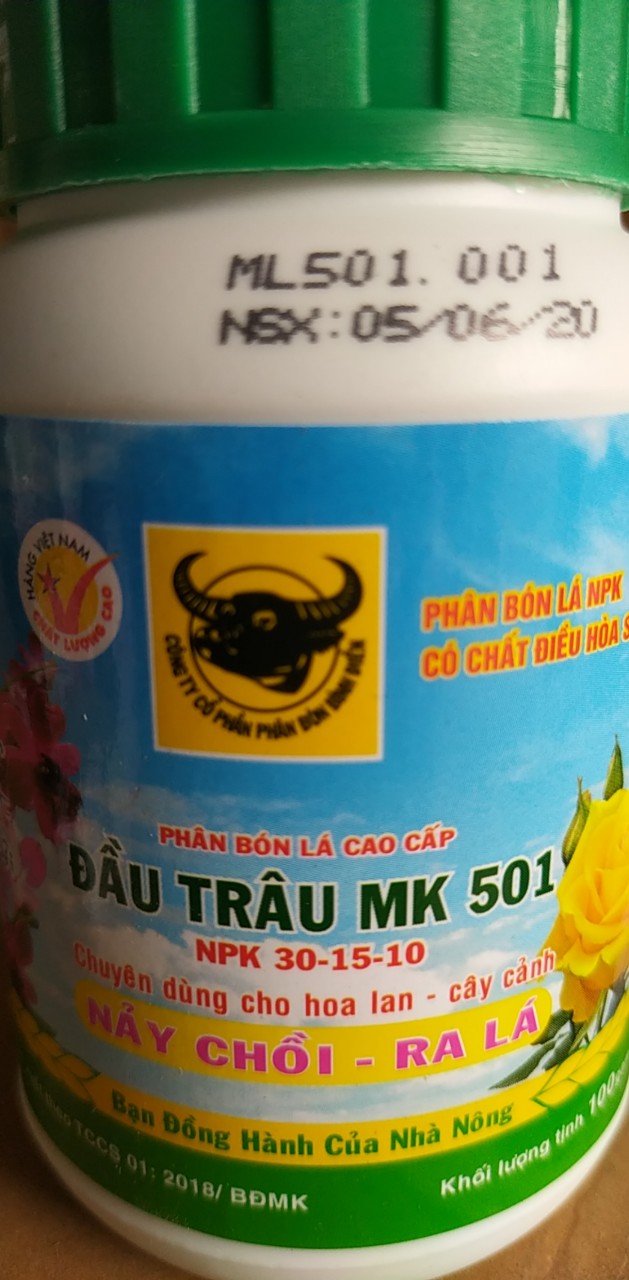 ML501. 001
NSX:05/06/20
HÀNG VIỆT NAM
CHẤT LƯỢNG CAO
CÔNG TY CỔ PHẦN PHÂN BÓN BÌNH ĐIỀN
PHÂN BÓN LÁ NPK
CÓ CHẤT ĐIỀU HÒA
PHÂN BÓN LÁ CAO CẤP
ĐẦU TRÂU MK 501
NPK 30-15-10
Chuyên dùng cho hoa lan - cây cảnh
NẢY CHỒI - RA LÁ
Bạn Đồng Hành Của Nhà Nông
theo TCCS 01: 2018/ BĐMK
Khối lượng tịnh 100